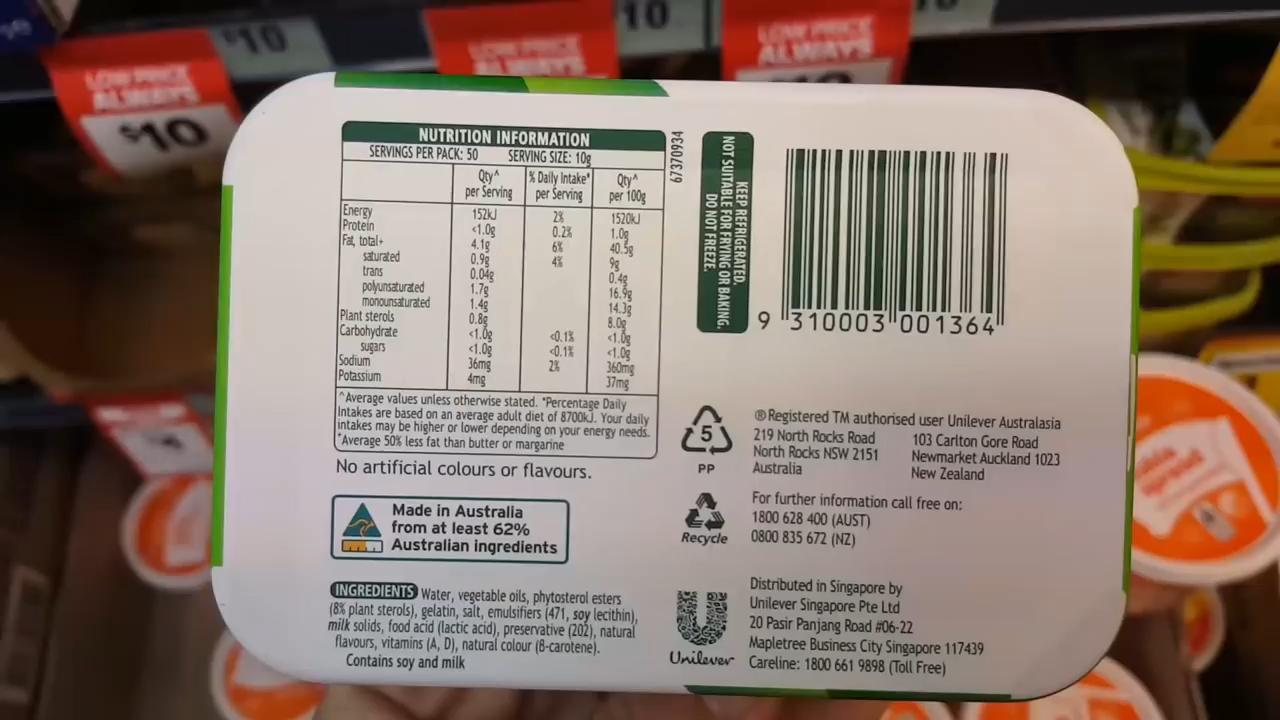 $10
10
LOW PRICE
ALWAYS
$10
LOW PRICE
ALWAYS
LOW PRICE
ALWAYS
NUTRITION INFORMATION
SERVINGS PER PACK: 50 SERVING SIZE: 10g
Qty^ per Serving % Daily Intake* per Serving Qty^ per 100g
Energy 152kJ 2% 1520kJ
Protein <1.0g 0.2% 1.0g
Fat, total+ 4.1g 6% 40.5g
saturated 0.9g 4% 9g
trans 0.04g 0.4g
polyunsaturated 1.7g 16.9g
monounsaturated 1.4g 14.3g
Plant sterols 0.8g 8.0g
Carbohydrate <1.0g <0.1% <1.0g
sugars <1.0g <0.1% <1.0g
Sodium 36mg 2% 360mg
Potassium 4mg 37mg
^Average values unless otherwise stated. *Percentage Daily
Intakes are based on an average adult diet of 8700kJ. Your daily
intakes may be higher or lower depending on your energy needs.
+Average 50% less fat than butter or margarine
No artificial colours or flavours.
Made in Australia
from at least 62%
Australian ingredients
INGREDIENTS Water, vegetable oils, phytosterol esters
(8% plant sterols), gelatin, salt, emulsifiers (471, soy lecithin),
milk solids, food acid (lactic acid), preservative (202), natural
flavours, vitamins (A, D), natural colour (B-carotene).
Contains soy and milk
67370934
KEEP REFRIGERATED.
NOT SUITABLE FOR FRYING OR BAKING.
DO NOT FREEZE.
9 310003 001364
5
PP
Recycle
®Registered TM authorised user Unilever Australasia
219 North Rocks Road
North Rocks NSW 2151
Australia
103 Carlton Gore Road
Newmarket Auckland 1023
New Zealand
For further information call free on:
1800 628 400 (AUST)
0800 835 672 (NZ)
Unilever
Distributed in Singapore by
Unilever Singapore Pte Ltd
20 Pasir Panjang Road #06-22
Mapletree Business City Singapore 117439
Careline: 1800 661 9898 (Toll Free)